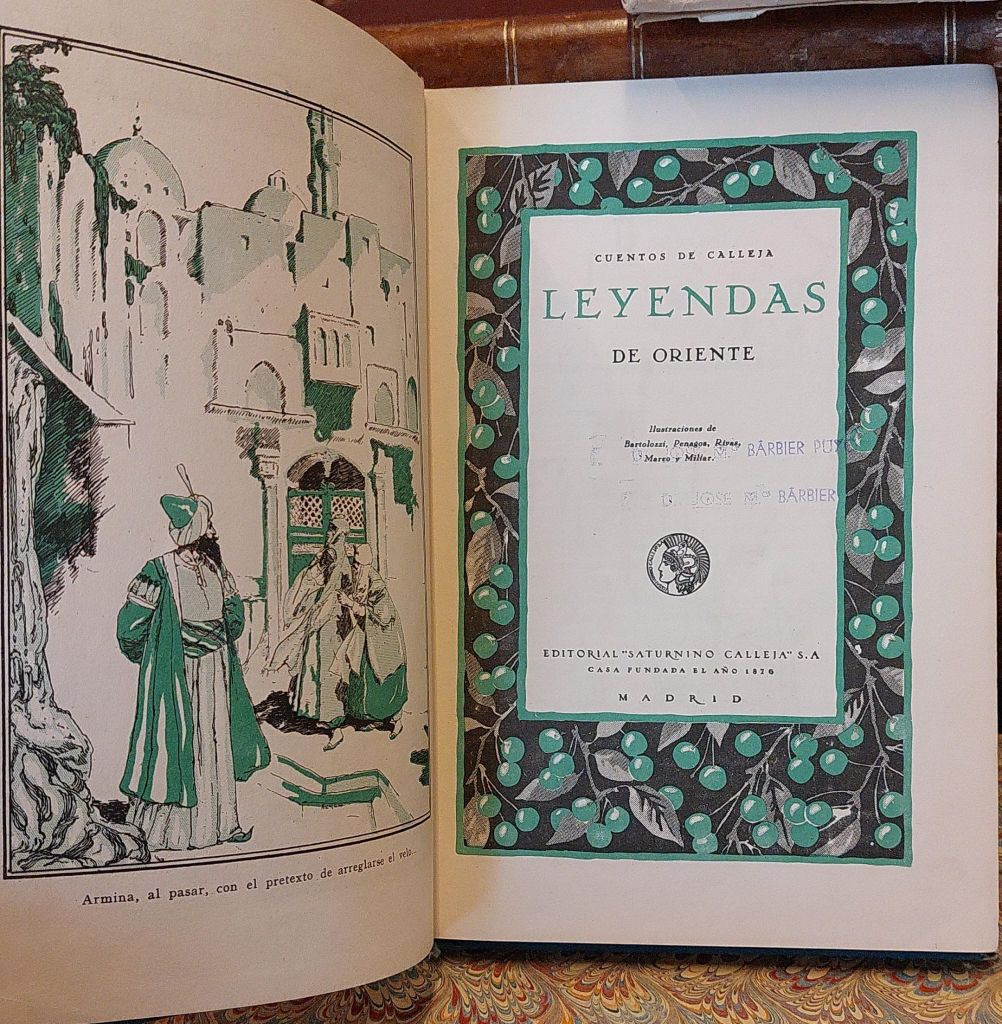 Armina, al pasar, con el pretexto de arreglarse el velo...
CUENTOS DE CALLEJA
LEYENDAS
DE ORIENTE
Ilustraciones de
Bartolozzi, Penagos, Rivas,
Marco y Millar.
Mª BÁRBIER
D. JOSE Mª BÁRBIER
EDITORIAL "SATURNINO CALLEJA" S.A
CASA FUNDADA EL AÑO 1876
MADRID